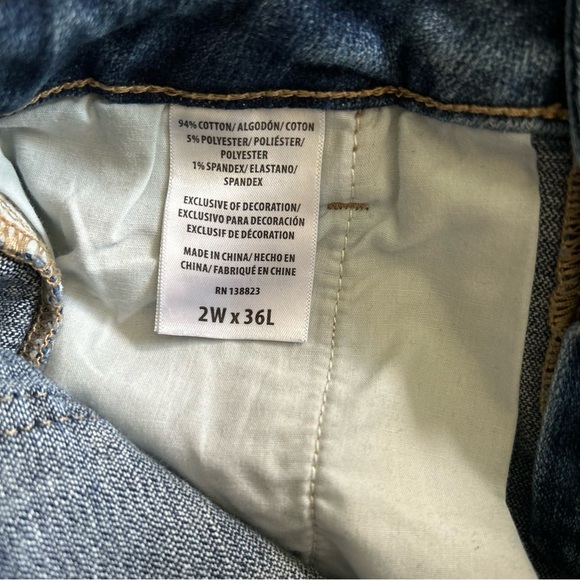 94% COTTON/ ALGODÓN/ COTON
5% POLYESTER/ POLIÉSTER/
POLYESTER
1% SPANDEX/ ELASTANO/
SPANDEX
EXCLUSIVE OF DECORATION/
EXCLUSIVO PARA DECORACIÓN
EXCLUSIF DE DÉCORATION
MADE IN CHINA/ HECHO EN
CHINA/ FABRIQUÉ EN CHINE
RN 138823
2W x 36L